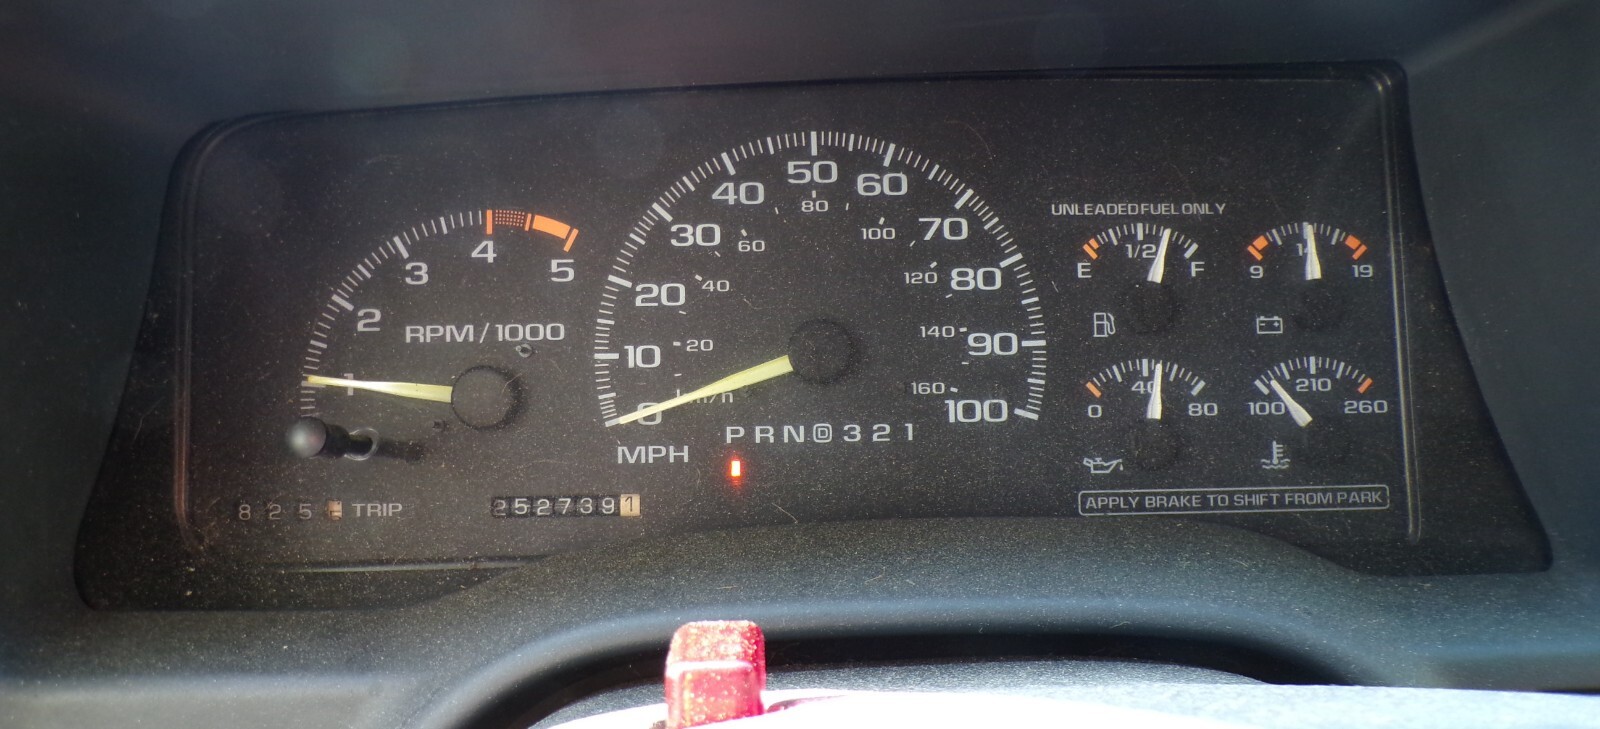 UNLEADED FUEL ONLY
1 2 3 4 5
RPM/1000
0 10 20 30 40 50 60 70 80 90 100
20 40 60 80 100 120 140 160
km/h
MPH
PRND321
E 1/2 F
9 19
0 40 80
100 210 260
825 TRIP
2527391
APPLY BRAKE TO SHIFT FROM PARK